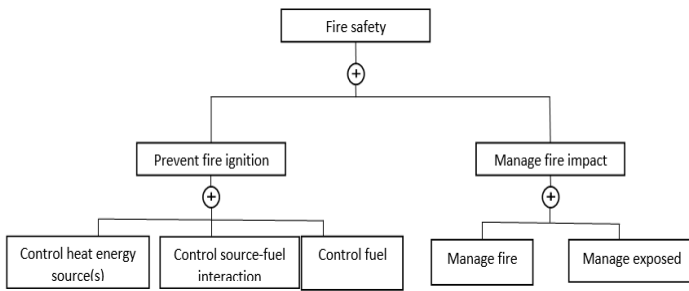 Fire safety
+
Prevent fire ignition
Manage fire impact
+
+
Control heat energy
source(s)
Control source-fuel
interaction
Control fuel
Manage fire
Manage exposed